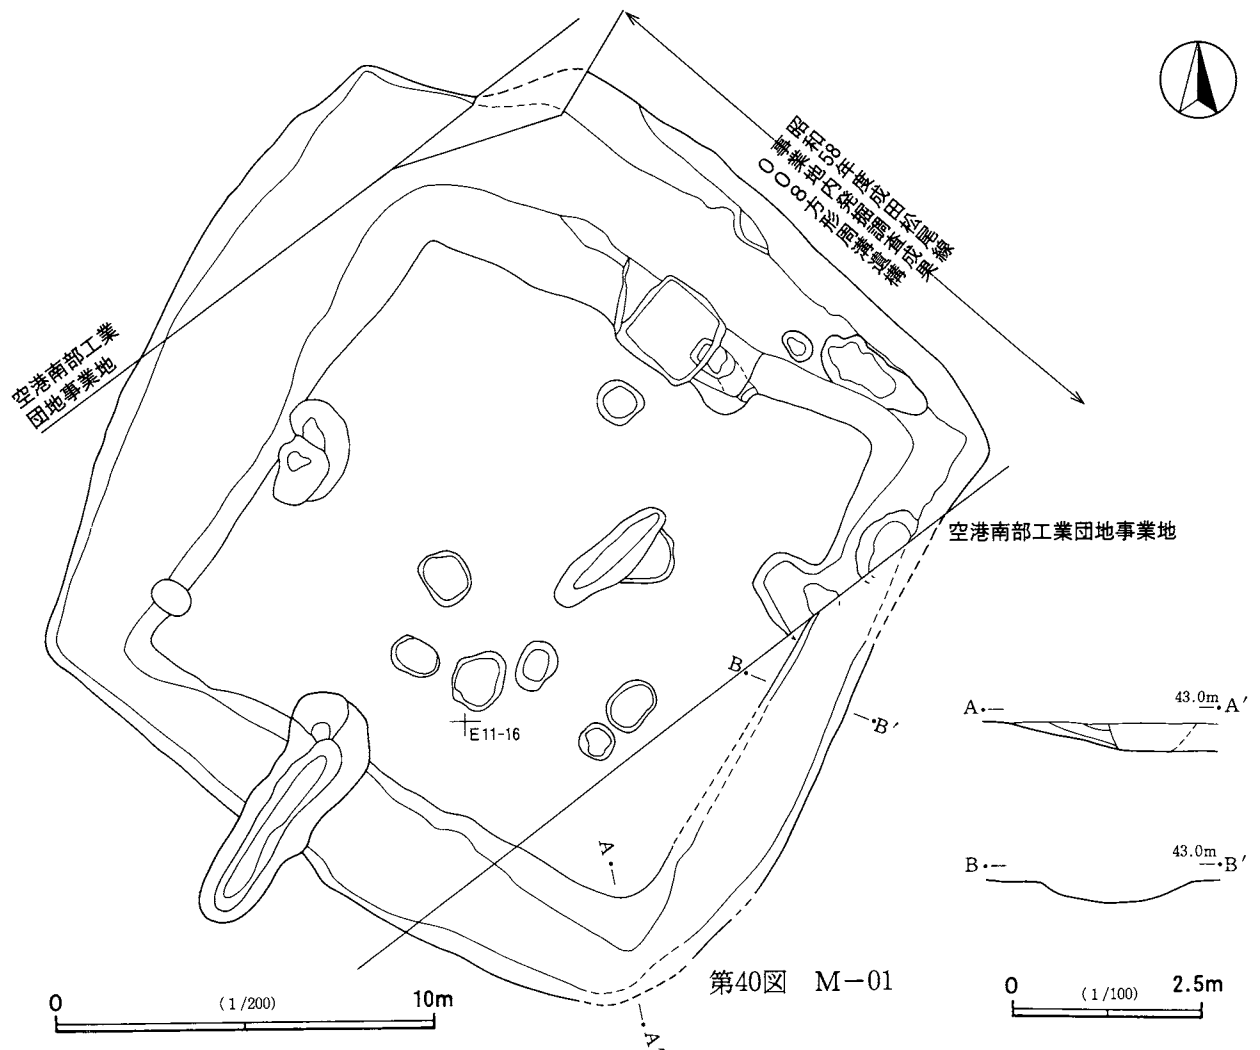 昭和58年度成田松尾線
事業地内発掘調査成果
008方形周溝遺構
空港南部工業
団地事業地
空港南部工業団地事業地
B
B′
E11-16
A
A′
A
43.0m
A′
B
43.0m
B′
第40図 M-01
0
(1/200)
10m
0
(1/100)
2.5m